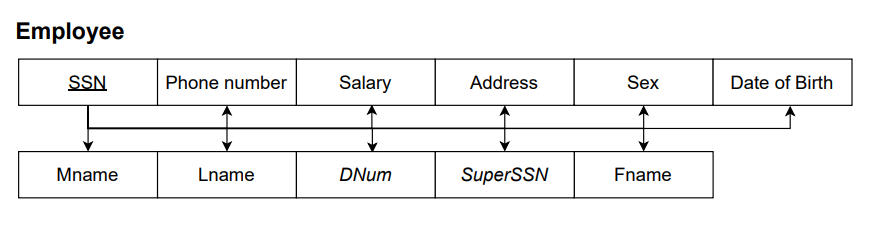 Employee
SSN Phone number Salary Address Sex Date of Birth
Mname Lname DNum SuperSSN Fname